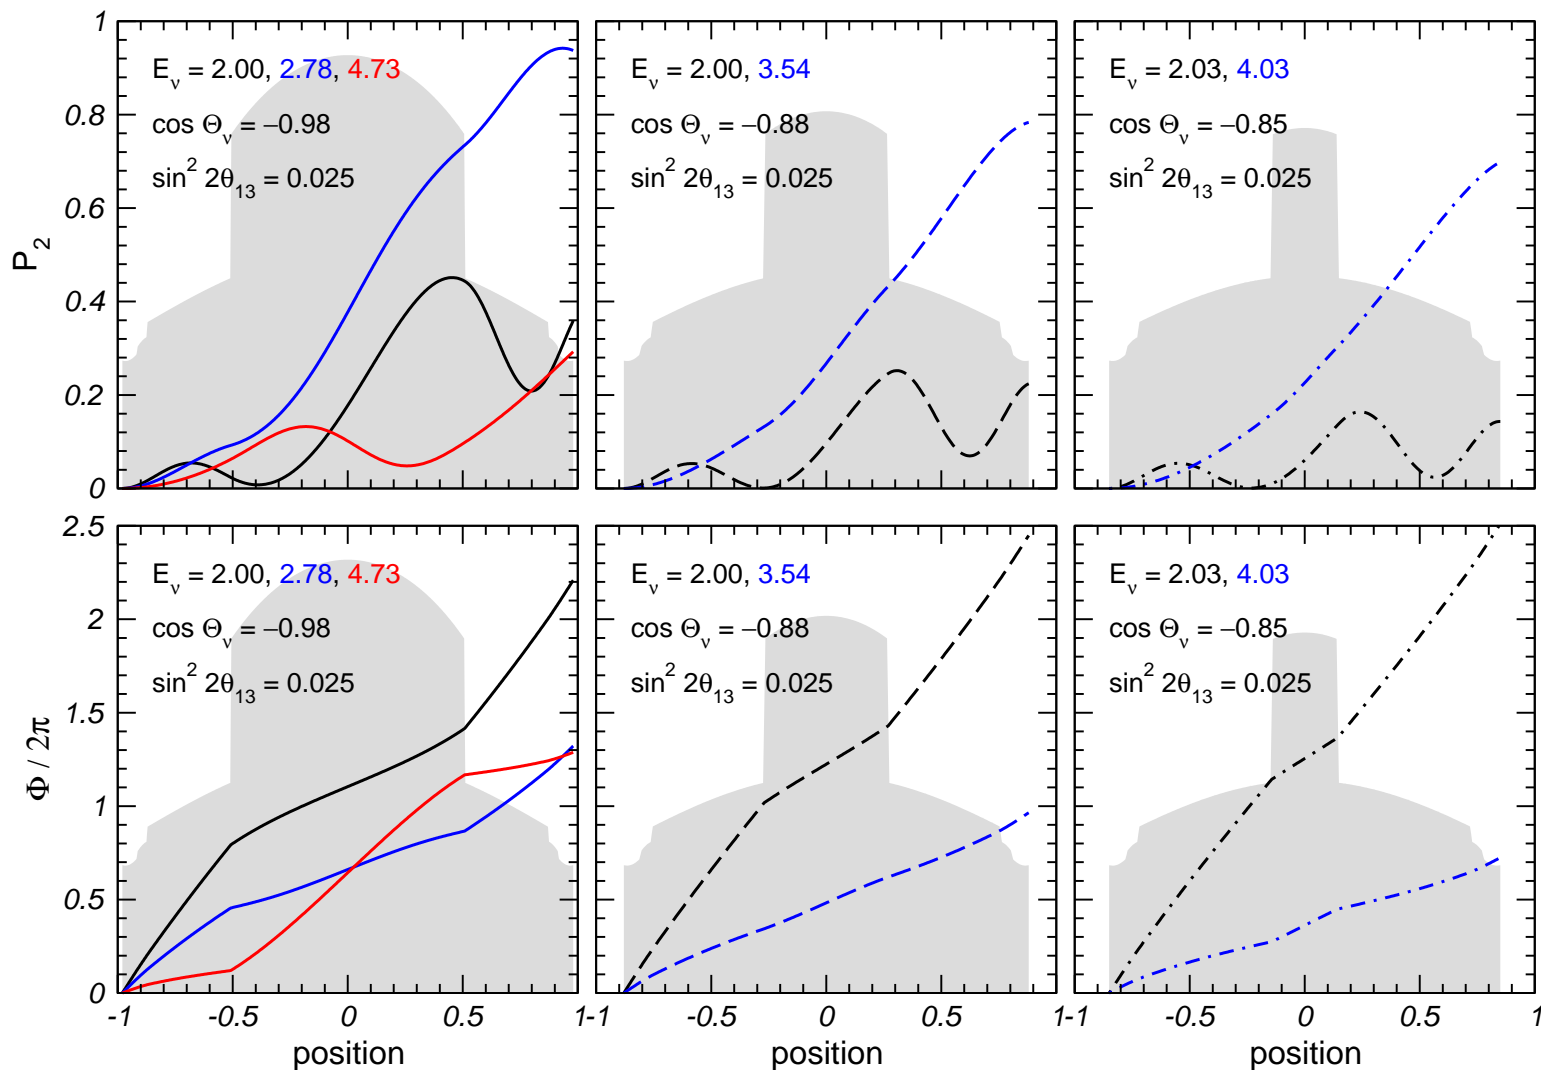 1
0.8
0.6
0.4
0.2
0
P₂
E_ν = 2.00, 2.78, 4.73
cos Θ_ν = −0.98
sin² 2θ₁₃ = 0.025
E_ν = 2.00, 3.54
cos Θ_ν = −0.88
sin² 2θ₁₃ = 0.025
E_ν = 2.03, 4.03
cos Θ_ν = −0.85
sin² 2θ₁₃ = 0.025
2.5
2
1.5
1
0.5
0
Φ / 2π
E_ν = 2.00, 2.78, 4.73
cos Θ_ν = −0.98
sin² 2θ₁₃ = 0.025
E_ν = 2.00, 3.54
cos Θ_ν = −0.88
sin² 2θ₁₃ = 0.025
E_ν = 2.03, 4.03
cos Θ_ν = −0.85
sin² 2θ₁₃ = 0.025
-1 -0.5 0 0.5 1
-1 -0.5 0 0.5 1
-1 -0.5 0 0.5 1
position
position
position